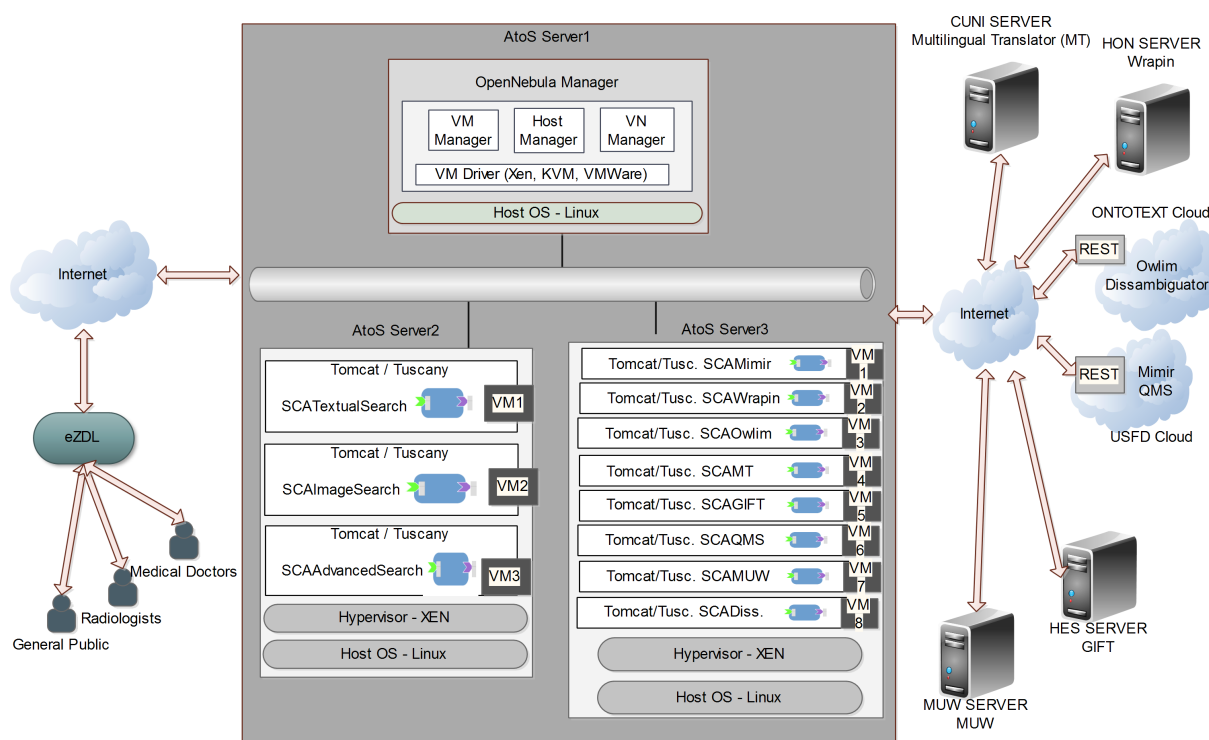 AtoS Server1
OpenNebula Manager
VM
Manager
Host
Manager
VN
Manager
VM Driver (Xen, KVM, VMWare)
Host OS - Linux
Internet
eZDL
Medical Doctors
Radiologists
General Public
AtoS Server2
Tomcat / Tuscany
SCATextualSearch
VM1
Tomcat / Tuscany
SCAImageSearch
VM2
Tomcat / Tuscany
SCAAdvancedSearch
VM3
Hypervisor - XEN
Host OS - Linux
AtoS Server3
Tomcat/Tusc. SCAMimir
VM
1
Tomcat/Tusc. SCAWrapin
VM
2
Tomcat/Tusc. SCAOwlim
VM
3
Tomcat/Tusc. SCAMT
VM
4
Tomcat/Tusc. SCAGIFT
VM
5
Tomcat/Tusc. SCAQMS
VM
6
Tomcat/Tusc. SCAMUW
VM
7
Tomcat/Tusc. SCADiss.
VM
8
Hypervisor - XEN
Host OS - Linux
CUNI SERVER
Multilingual Translator (MT)
HON SERVER
Wrapin
ONTOTEXT Cloud
REST
Owlim
Dissambiguator
Internet
REST
Mimir
QMS
USFD Cloud
HES SERVER
GIFT
MUW SERVER
MUW